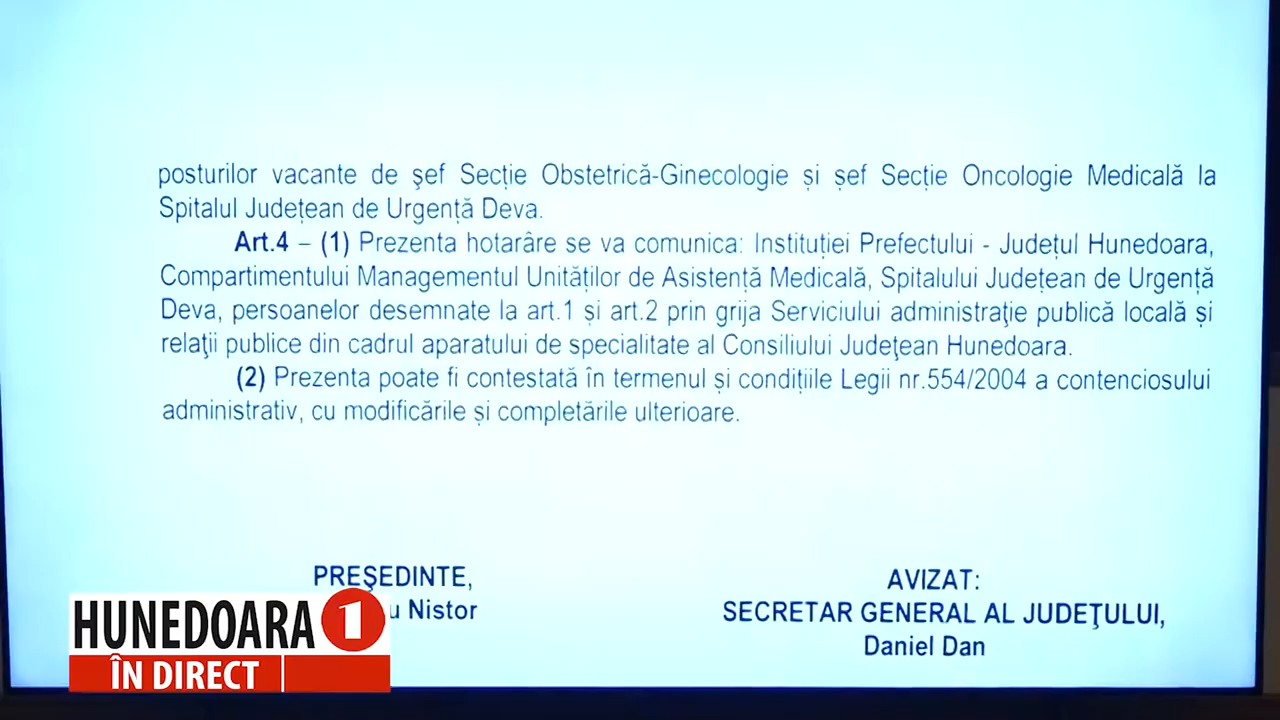 posturilor vacante de şef Secție Obstetrică-Ginecologie și șef Secție Oncologie Medicală la
Spitalul Județean de Urgență Deva.
Art.4 – (1) Prezenta hotarâre se va comunica: Instituției Prefectului - Județul Hunedoara,
Compartimentului Managementul Unităților de Asistență Medicală, Spitalului Județean de Urgență
Deva, persoanelor desemnate la art.1 și art.2 prin grija Serviciului administraţie publică locală și
relaţii publice din cadrul aparatului de specialitate al Consiliului Judeţean Hunedoara.
(2) Prezenta poate fi contestată în termenul și condițiile Legii nr.554/2004 a contenciosului
administrativ, cu modificările și completările ulterioare.
PREŞEDINTE,
Nistor
AVIZAT:
SECRETAR GENERAL AL JUDEŢULUI,
Daniel Dan
HUNEDOARA 1
ÎN DIRECT